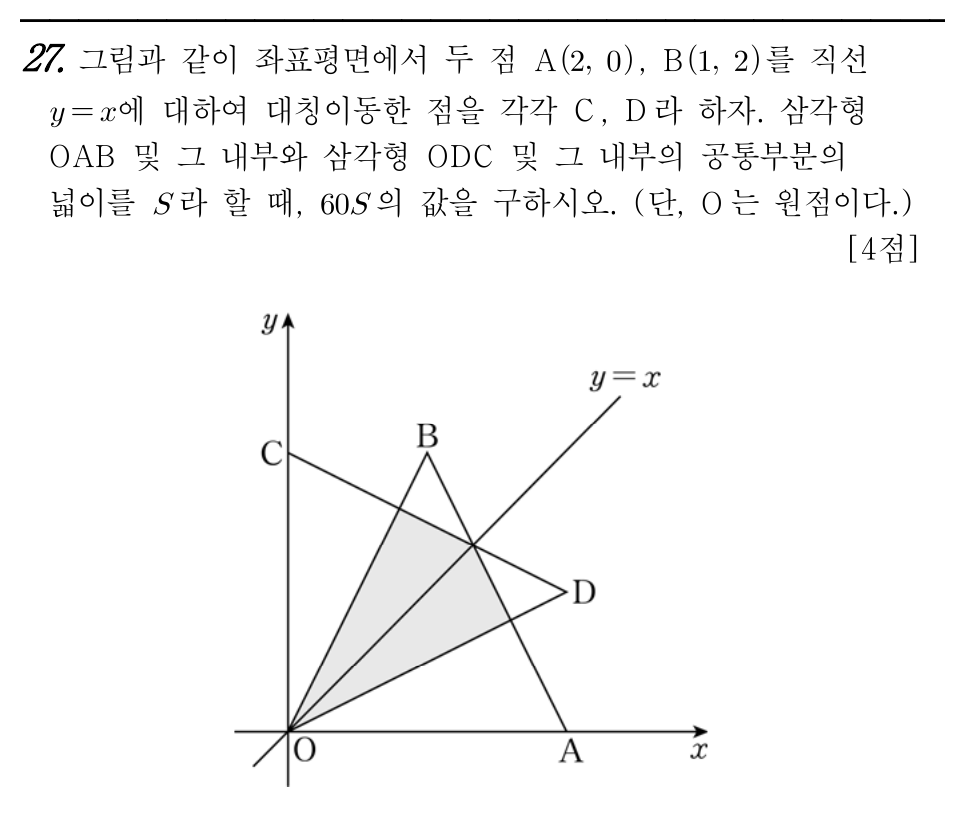 27. 그림과 같이 좌표평면에서 두 점 A(2, 0), B(1, 2)를 직선
y=x에 대하여 대칭이동한 점을 각각 C, D라 하자. 삼각형
OAB 및 그 내부와 삼각형 ODC 및 그 내부의 공통부분의
넓이를 S라 할 때, 60S의 값을 구하시오. (단, O는 원점이다.)
[4점]
y
y=x
B
C
D
O
A
x